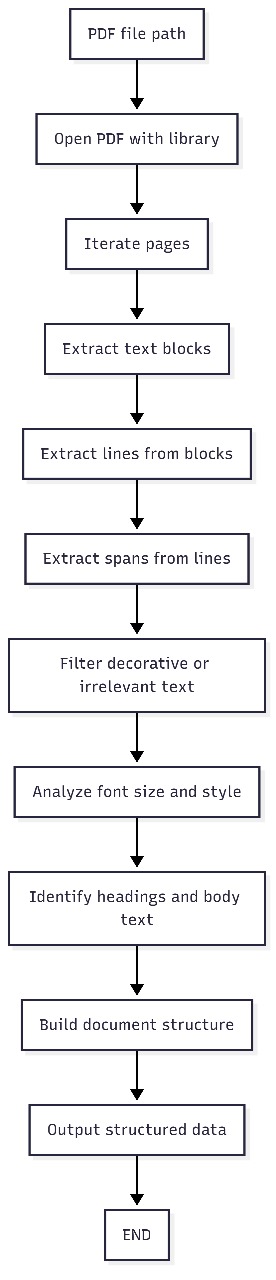 PDF file path
Open PDF with library
Iterate pages
Extract text blocks
Extract lines from blocks
Extract spans from lines
Filter decorative or
irrelevant text
Analyze font size and style
Identify headings and body
text
Build document structure
Output structured data
END